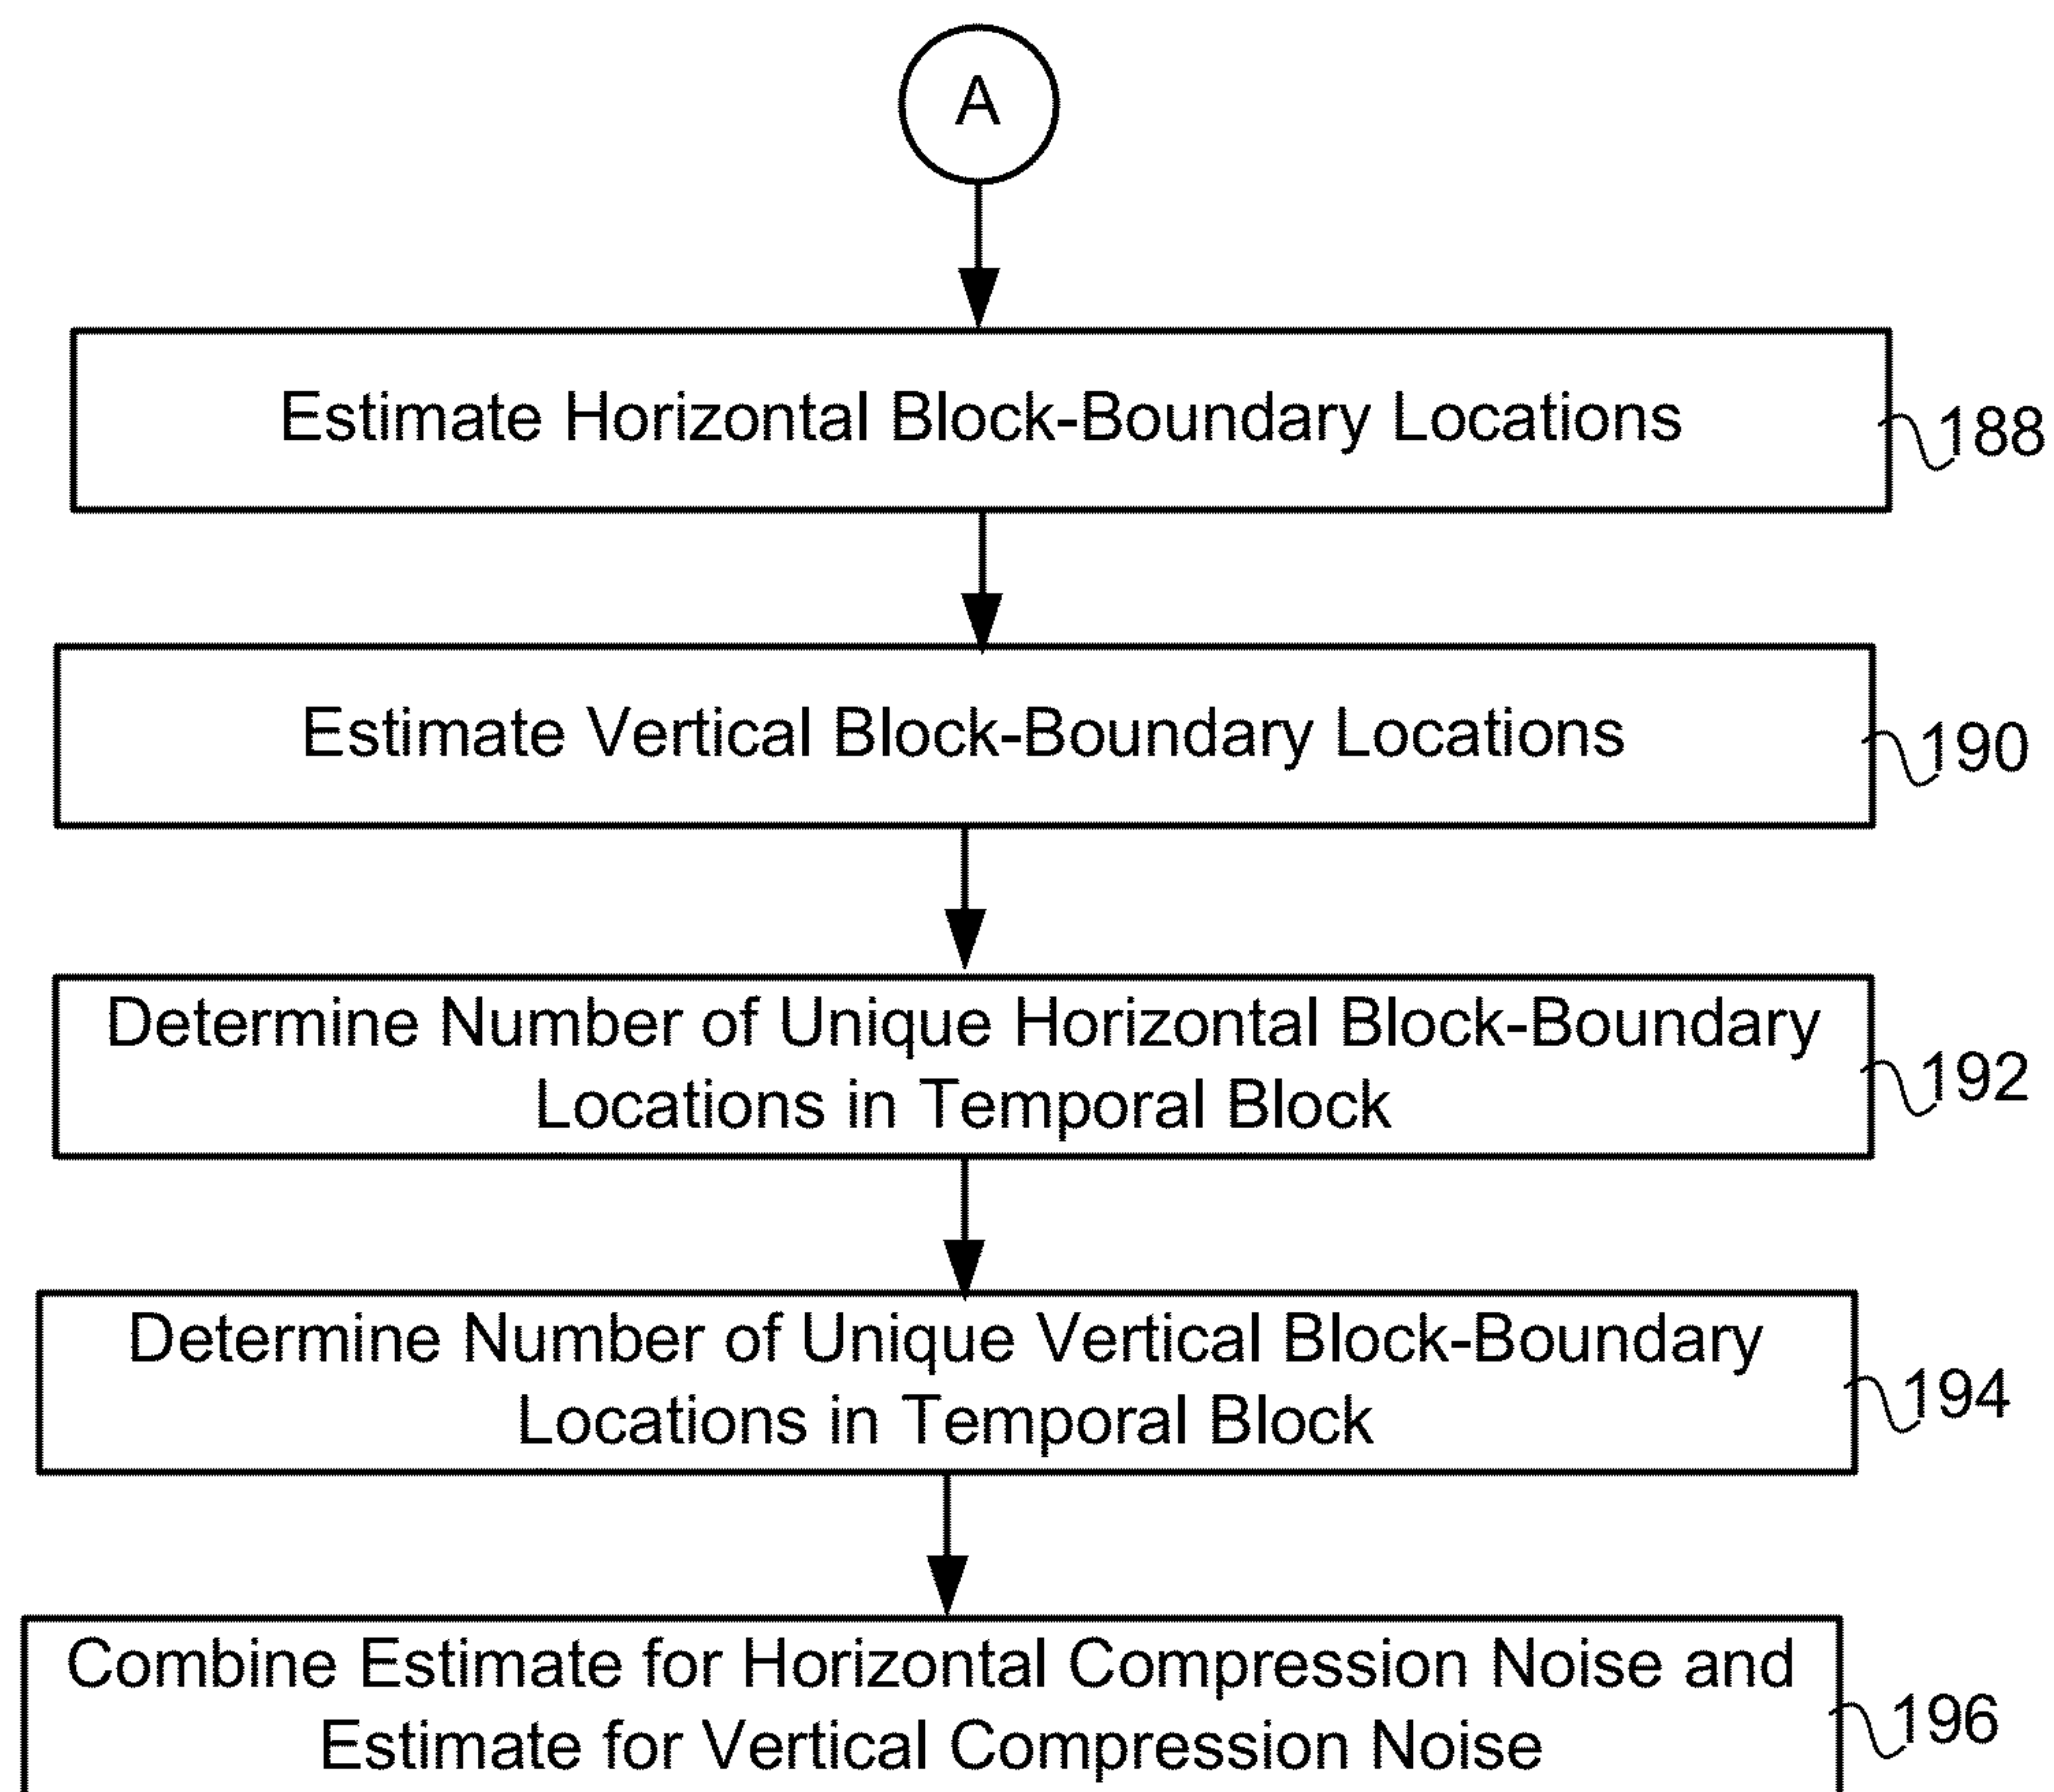 A
Estimate Horizontal Block-Boundary Locations
188
Estimate Vertical Block-Boundary Locations
190
Determine Number of Unique Horizontal Block-Boundary
Locations in Temporal Block
192
Determine Number of Unique Vertical Block-Boundary
Locations in Temporal Block
194
Combine Estimate for Horizontal Compression Noise and
Estimate for Vertical Compression Noise
196